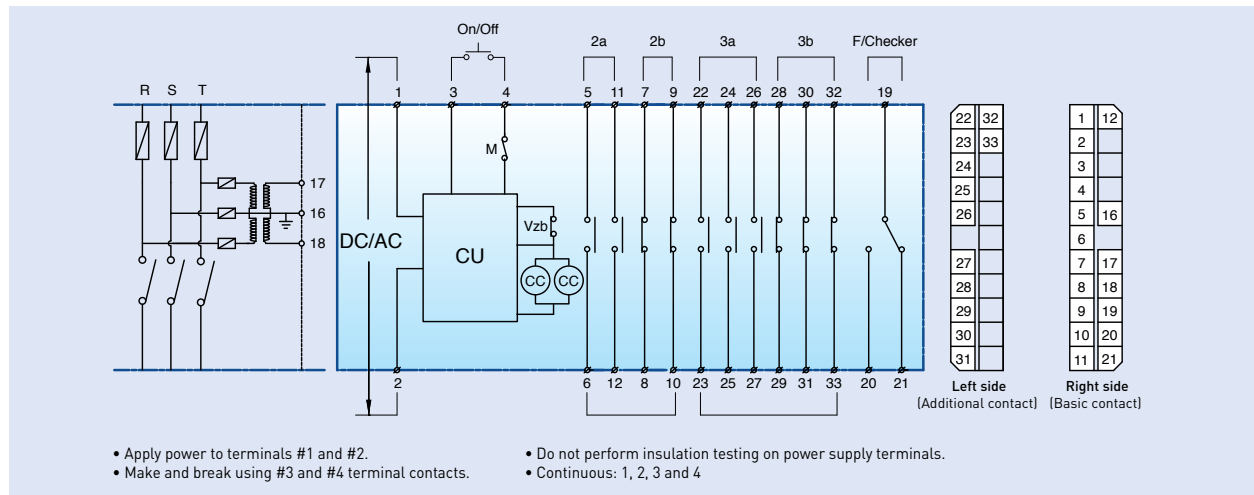 On/Off
2a 2b 3a 3b F/Checker
R S T
1 3 4 5 11 7 9 22 24 26 28 30 32 19
M
17
16
18
DC/AC
CU
Vzb
CC CC
2 6 12 8 10 23 25 27 29 31 33 20 21
22 32
23 33
24
25
26
27
28
29
30
31
Left side
(Additional contact)
1 12
2
3
4
5 16
6
7 17
8 18
9 19
10 20
11 21
Right side
(Basic contact)
• Apply power to terminals #1 and #2.
• Make and break using #3 and #4 terminal contacts.
• Do not perform insulation testing on power supply terminals.
• Continuous: 1, 2, 3 and 4